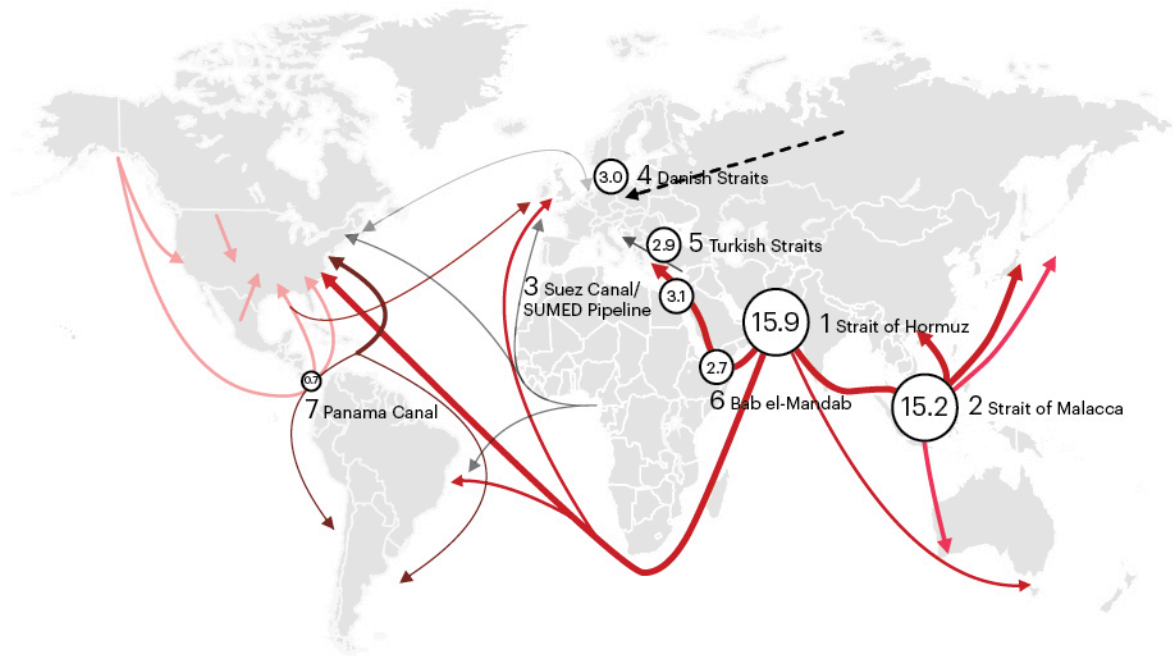 3.0
4 Danish Straits
2.9
5 Turkish Straits
3 Suez Canal/
SUMED Pipeline
3.1
15.9
1 Strait of Hormuz
2.7
6 Bab el-Mandab
0.7
7 Panama Canal
15.2
2 Strait of Malacca